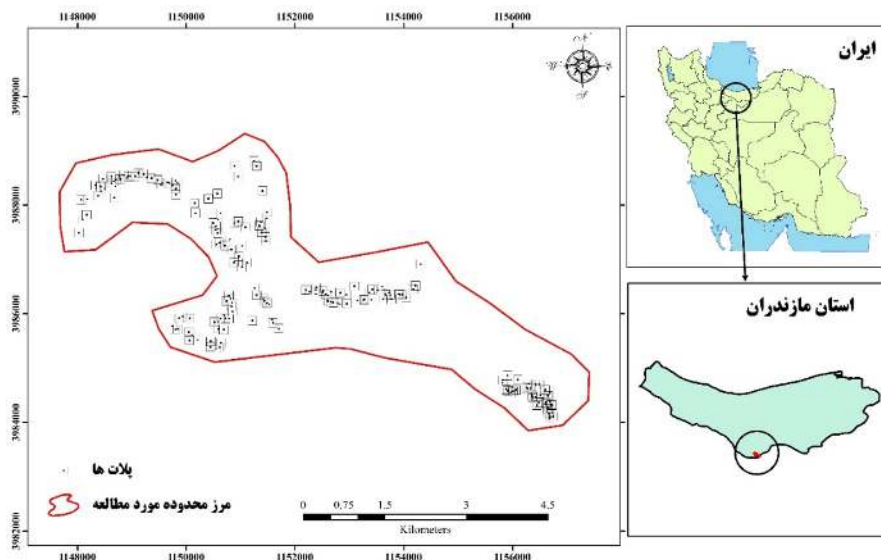 1148000 1150000 1152000 1154000 1156000
ایران
3990000
3988000
3986000
3984000
3982000
استان مازندران
پلات ها
مرز محدوده مورد مطالعه
0 0,75 1,5 3 4,5
Kilometers
1148000 1150000 1152000 1154000 1156000